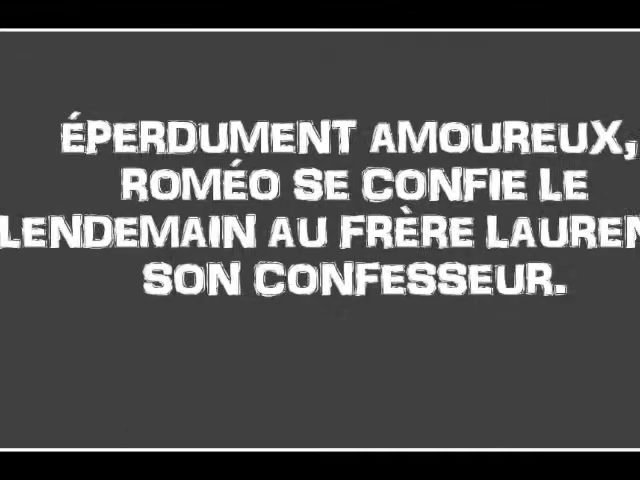 ÉPERDUMENT AMOUREUX,
ROMÉO SE CONFIE LE
LENDEMAIN AU FRÈRE LAUREN
SON CONFESSEUR.